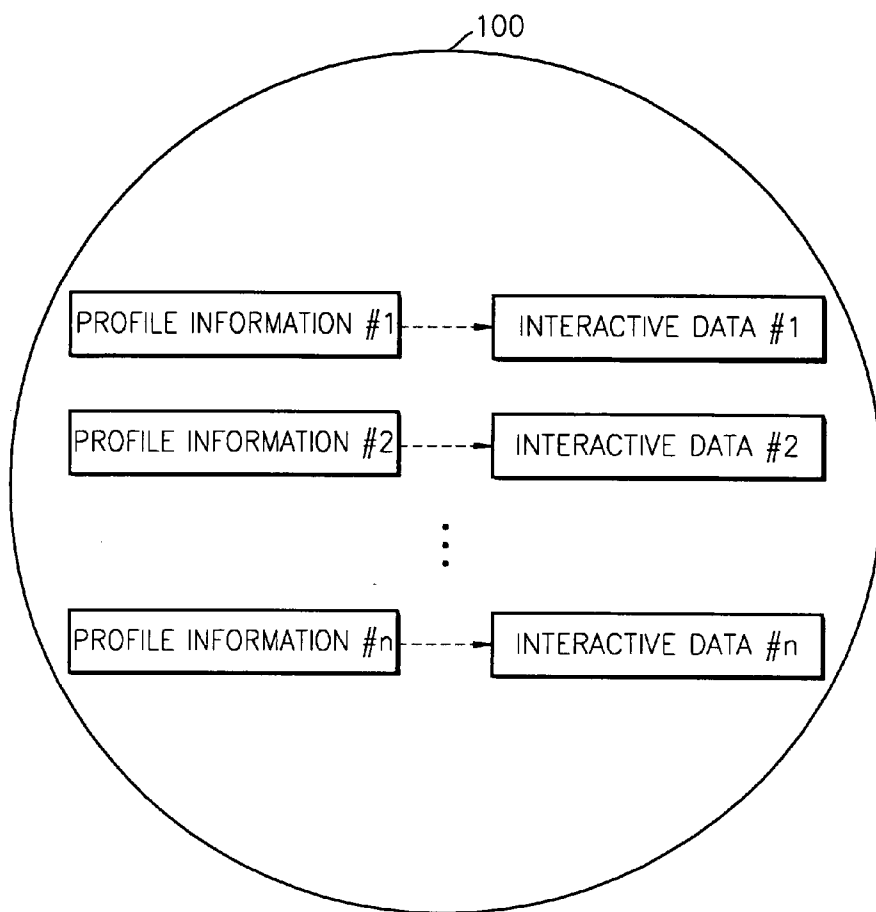 100
PROFILE INFORMATION #1
INTERACTIVE DATA #1
PROFILE INFORMATION #2
INTERACTIVE DATA #2
PROFILE INFORMATION #n
INTERACTIVE DATA #n